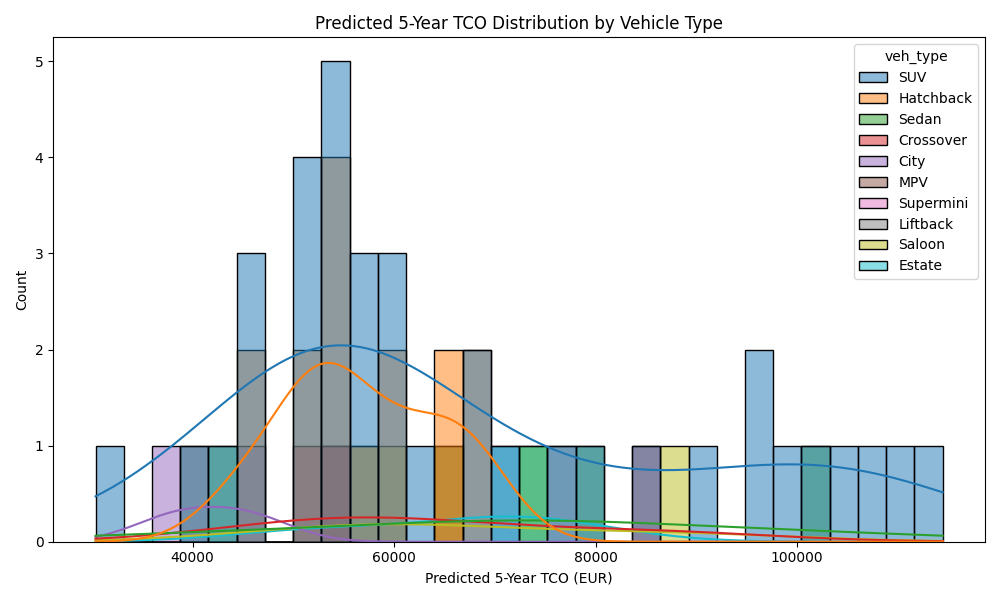 Predicted 5-Year TCO Distribution by Vehicle Type
veh_type
SUV
Hatchback
Sedan
Crossover
City
MPV
Supermini
Liftback
Saloon
Estate
Count
5
4
3
2
1
0
40000
60000
80000
100000
Predicted 5-Year TCO (EUR)